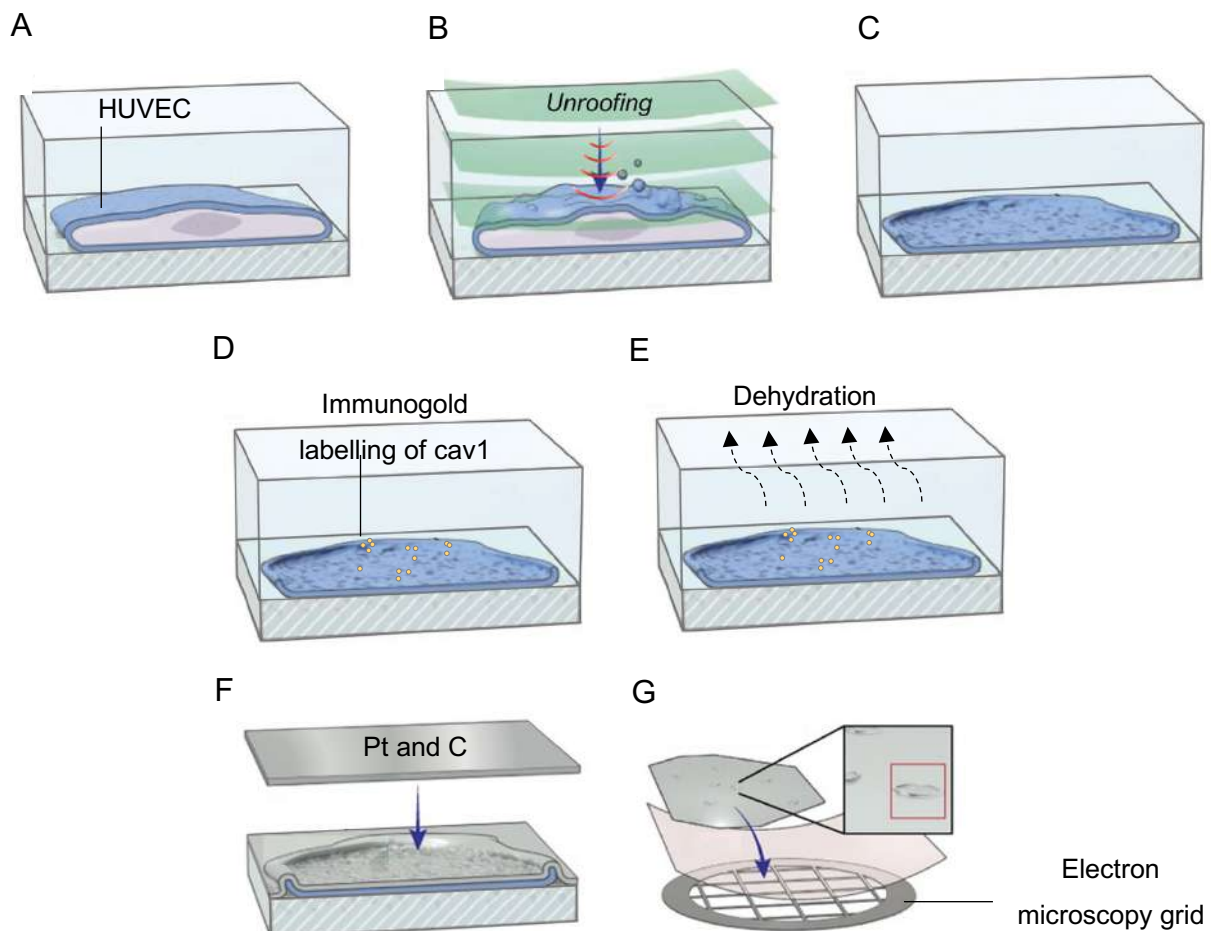 A
B
C
HUVEC
Unroofing
D
E
Immunogold
labelling of cav1
Dehydration
F
G
Pt and C
Electron
microscopy grid